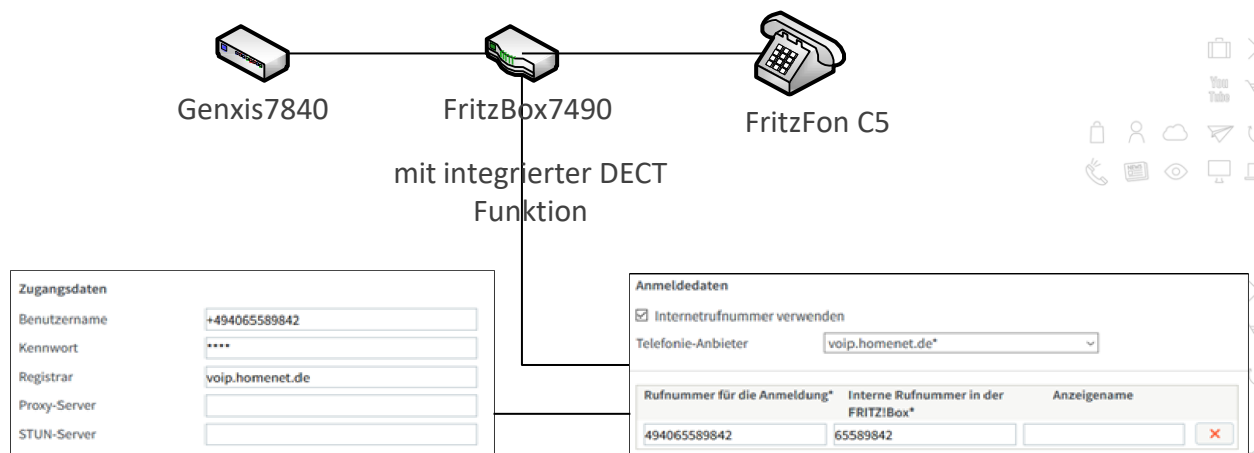 Genxis7840
FritzBox7490
FritzFon C5
mit integrierter DECT
Funktion
You
Tube
Zugangsdaten
Benutzername +494065589842
Kennwort ••••
Registrar voip.homenet.de
Proxy-Server
STUN-Server
Anmeldedaten
Internetrufnummer verwenden
Telefonie-Anbieter voip.homenet.de*
Rufnummer für die Anmeldung* Interne Rufnummer in der Anzeigename
FRITZ!Box*
494065589842 65589842